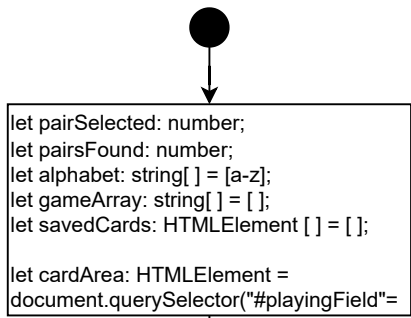 let pairSelected: number;
let pairsFound: number;
let alphabet: string[ ] = [a-z];
let gameArray: string[ ] = [ ];
let savedCards: HTMLElement [ ] = [ ];
let cardArea: HTMLElement =
document.querySelector("#playingField"=